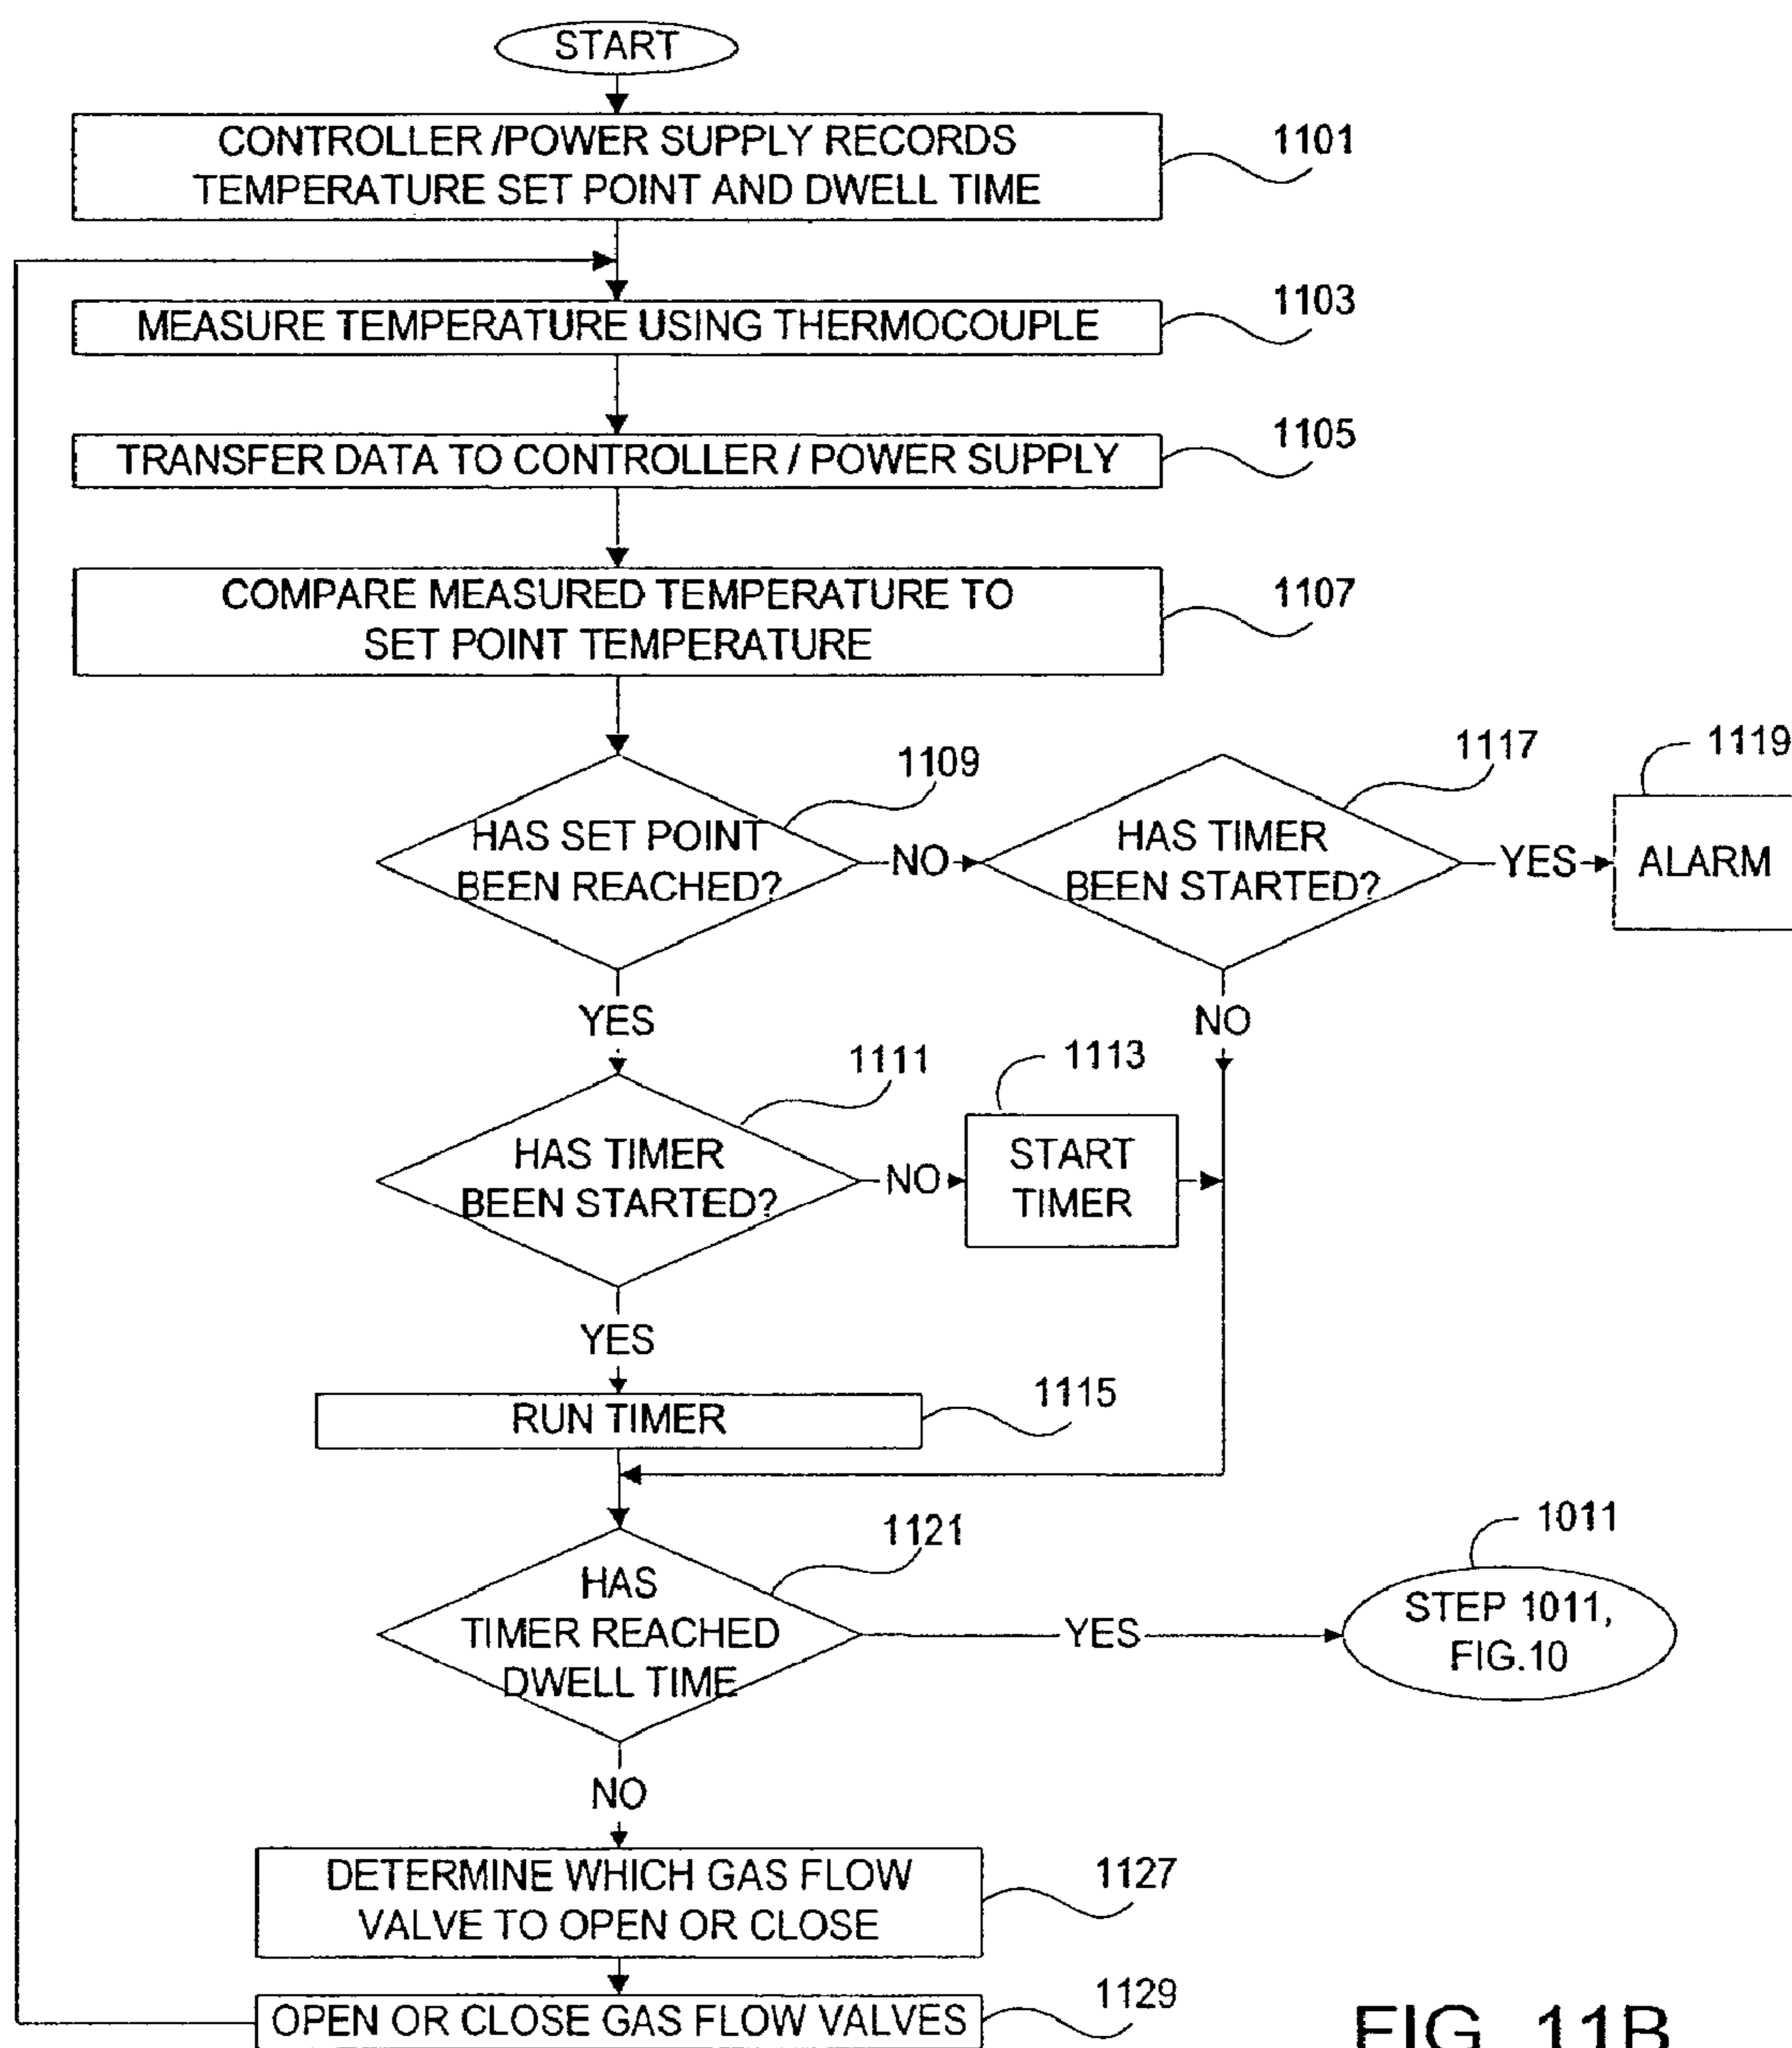 START
CONTROLLER /POWER SUPPLY RECORDS
TEMPERATURE SET POINT AND DWELL TIME
1101
MEASURE TEMPERATURE USING THERMOCOUPLE
1103
TRANSFER DATA TO CONTROLLER / POWER SUPPLY
1105
COMPARE MEASURED TEMPERATURE TO
SET POINT TEMPERATURE
1107
1109
HAS SET POINT
BEEN REACHED?
NO
1117
HAS TIMER
BEEN STARTED?
YES
1119
ALARM
YES
NO
1111
HAS TIMER
BEEN STARTED?
NO
1113
START
TIMER
YES
RUN TIMER
1115
1121
HAS
TIMER REACHED
DWELL TIME
YES
1011
STEP 1011,
FIG.10
NO
DETERMINE WHICH GAS FLOW
VALVE TO OPEN OR CLOSE
1127
OPEN OR CLOSE GAS FLOW VALVES
1129
FIG. 11B